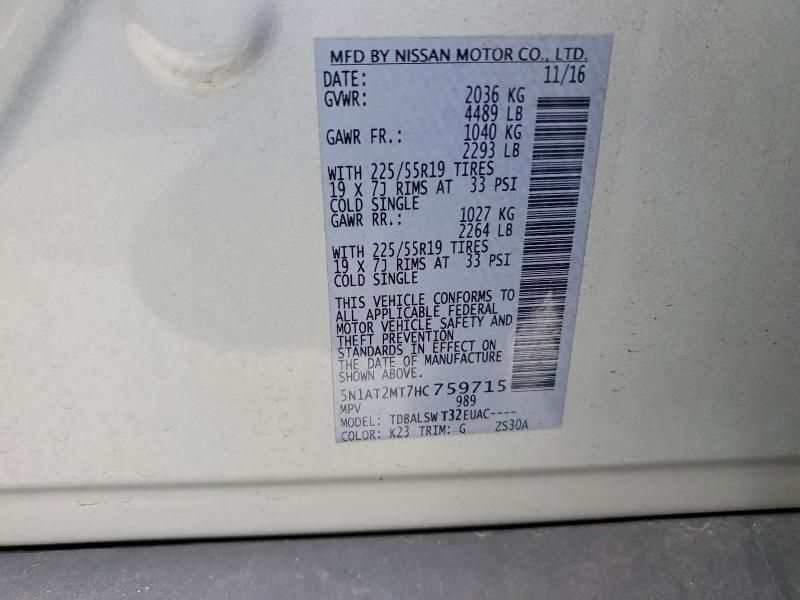 MFD BY NISSAN MOTOR CO., LTD.
DATE: 11/16
GVWR: 2036 KG
4489 LB
GAWR FR.: 1040 KG
2293 LB
WITH 225/55R19 TIRES
19 X 7J RIMS AT 33 PSI
COLD SINGLE
GAWR RR.: 1027 KG
2264 LB
WITH 225/55R19 TIRES
19 X 7J RIMS AT 33 PSI
COLD SINGLE
THIS VEHICLE CONFORMS TO
ALL APPLICABLE FEDERAL
MOTOR VEHICLE SAFETY AND
THEFT PREVENTION
STANDARDS IN EFFECT ON
THE DATE OF MANUFACTURE
SHOWN ABOVE.
5N1AT2MT7HC759715
MPV 989
MODEL: TDBALSW T32EUAC----
COLOR: K23 TRIM: G ZS30A